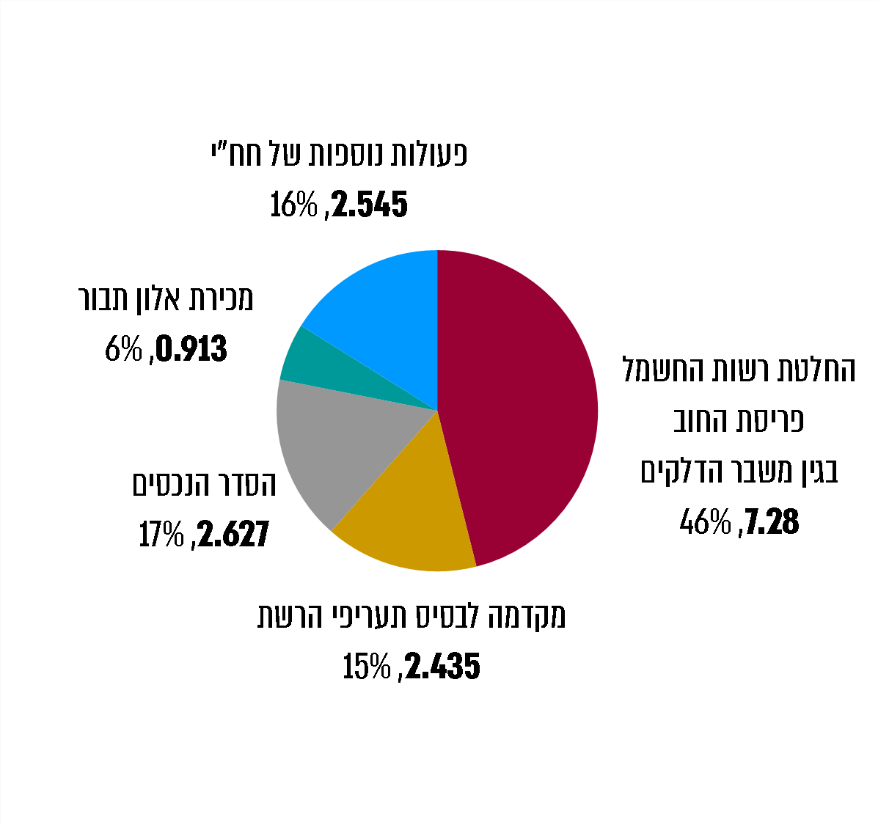 פעולות נוספות של חח"י
2.545, 16%
מכירת אלון תבור
0.913, 6%
החלטת רשות החשמל
פריסת החוב
בגין משבר הדלקים
7.28, 46%
הסדר הנכסים
2.627, 17%
מקדמה לבסיס תעריפי הרשת
2.435, 15%